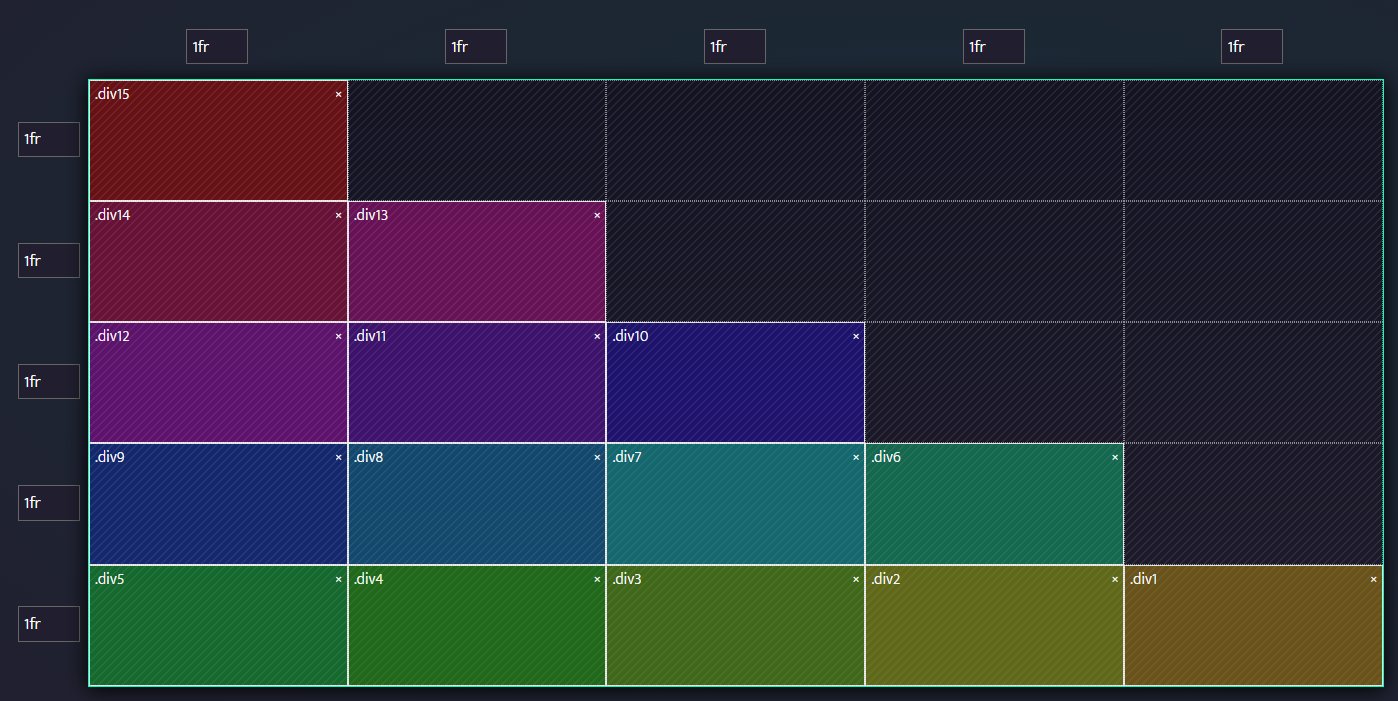 1fr 1fr 1fr 1fr 1fr
.div15 ×
1fr
.div14 × .div13 ×
1fr
.div12 × .div11 × .div10 ×
1fr
.div9 × .div8 × .div7 × .div6 ×
1fr
.div5 × .div4 × .div3 × .div2 × .div1 ×
1fr